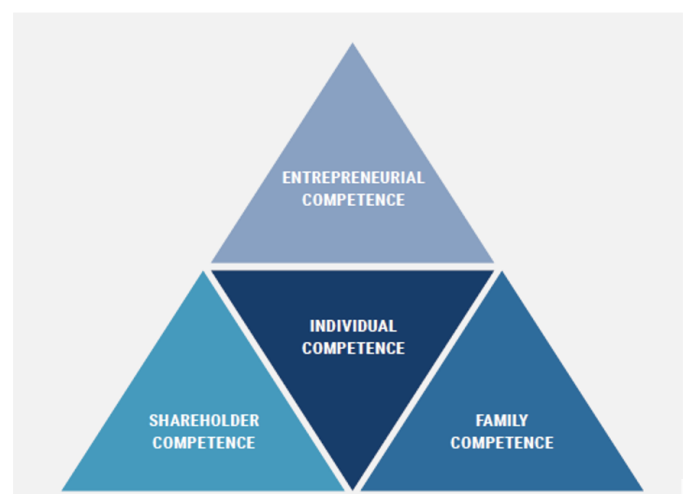 ENTREPRENEURIAL
COMPETENCE
INDIVIDUAL
COMPETENCE
SHAREHOLDER
COMPETENCE
FAMILY
COMPETENCE